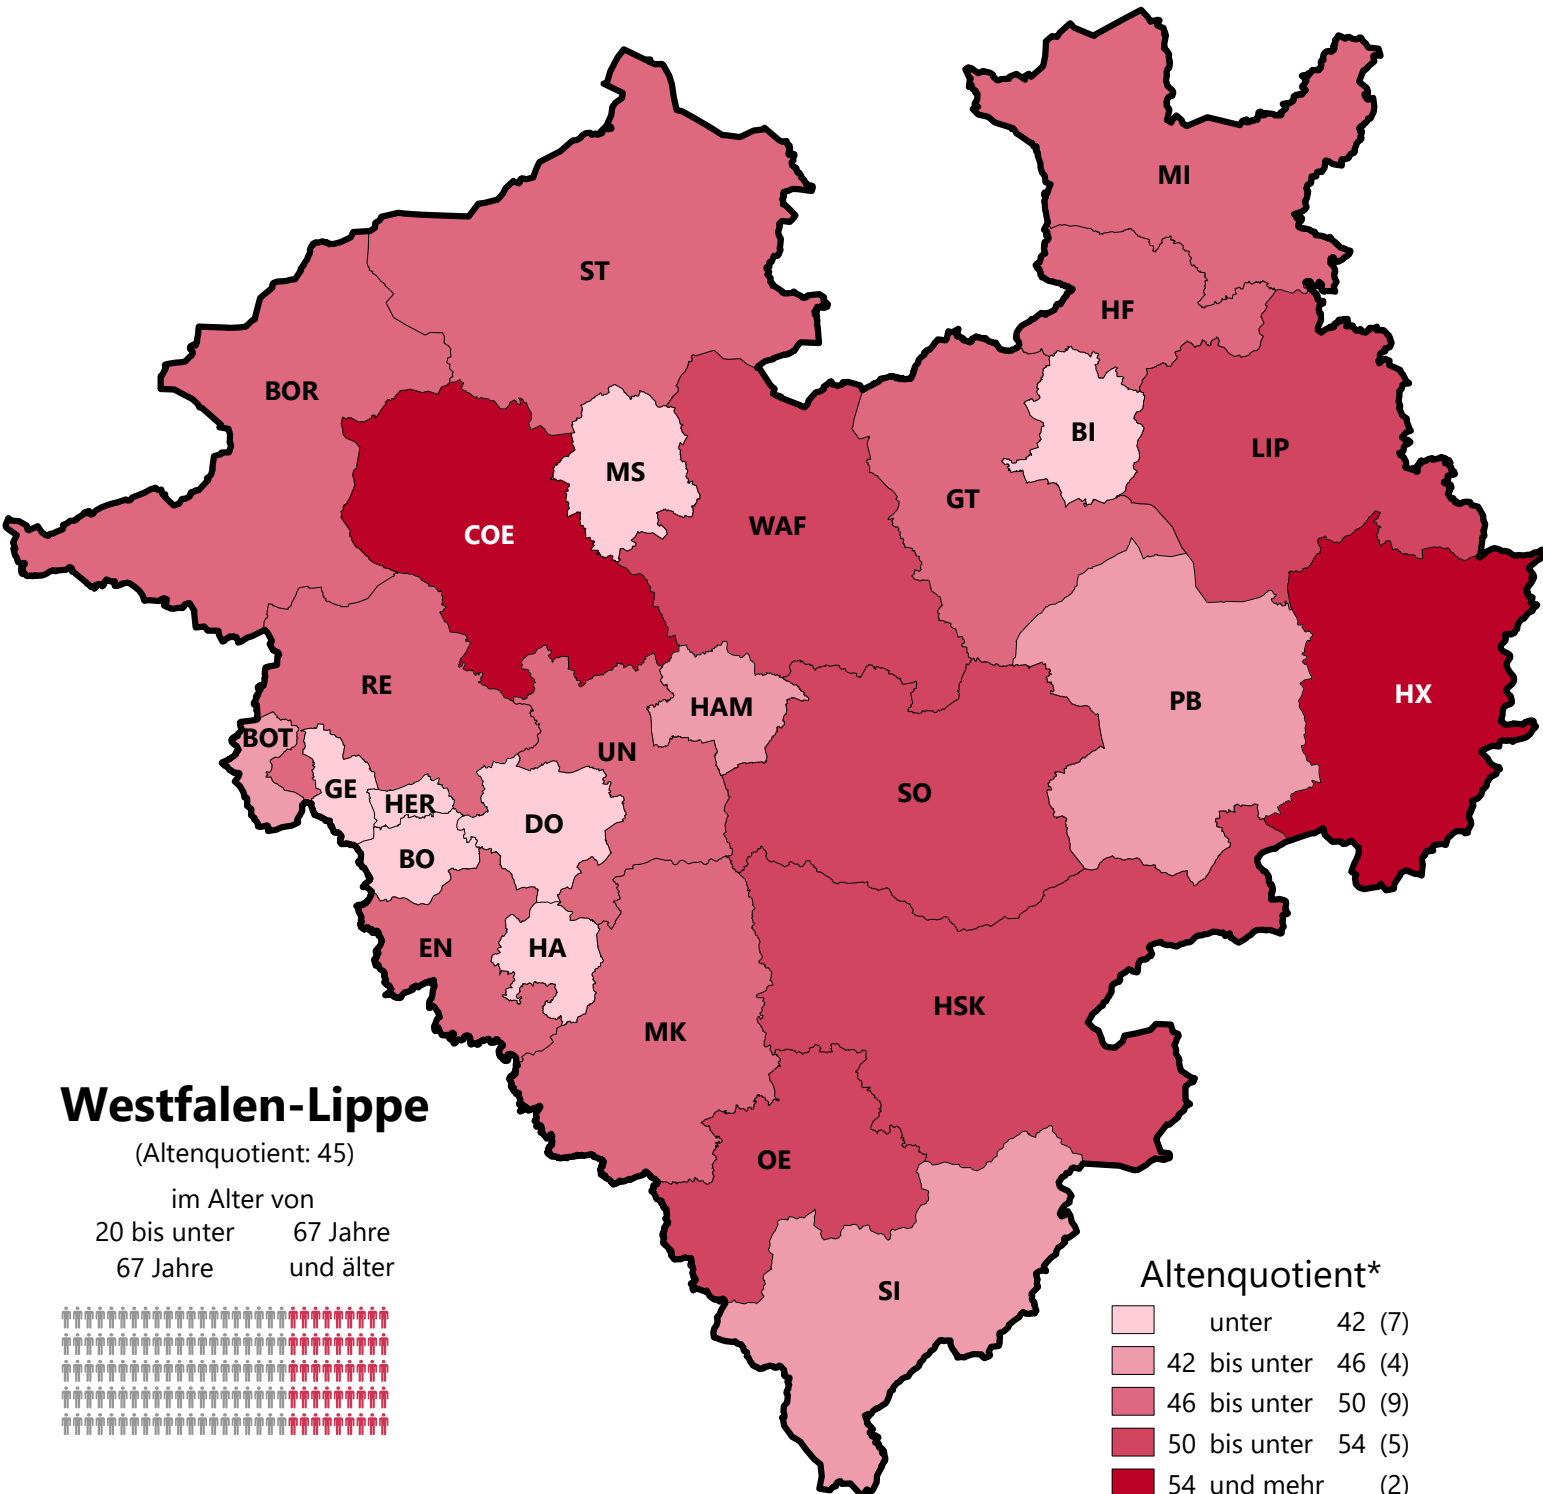 MI
ST
HF
BOR
BI
LIP
MS
GT
WAF
COE
RE
HAM
PB
HX
BOT
UN
GE
HER
SO
DO
BO
EN
HA
HSK
MK
OE
SI
Westfalen-Lippe
(Altenquotient: 45)
im Alter von
20 bis unter 67 Jahre
67 Jahre und älter
Altenquotient*
unter 42 (7)
42 bis unter 46 (4)
46 bis unter 50 (9)
50 bis unter 54 (5)
54 und mehr (2)